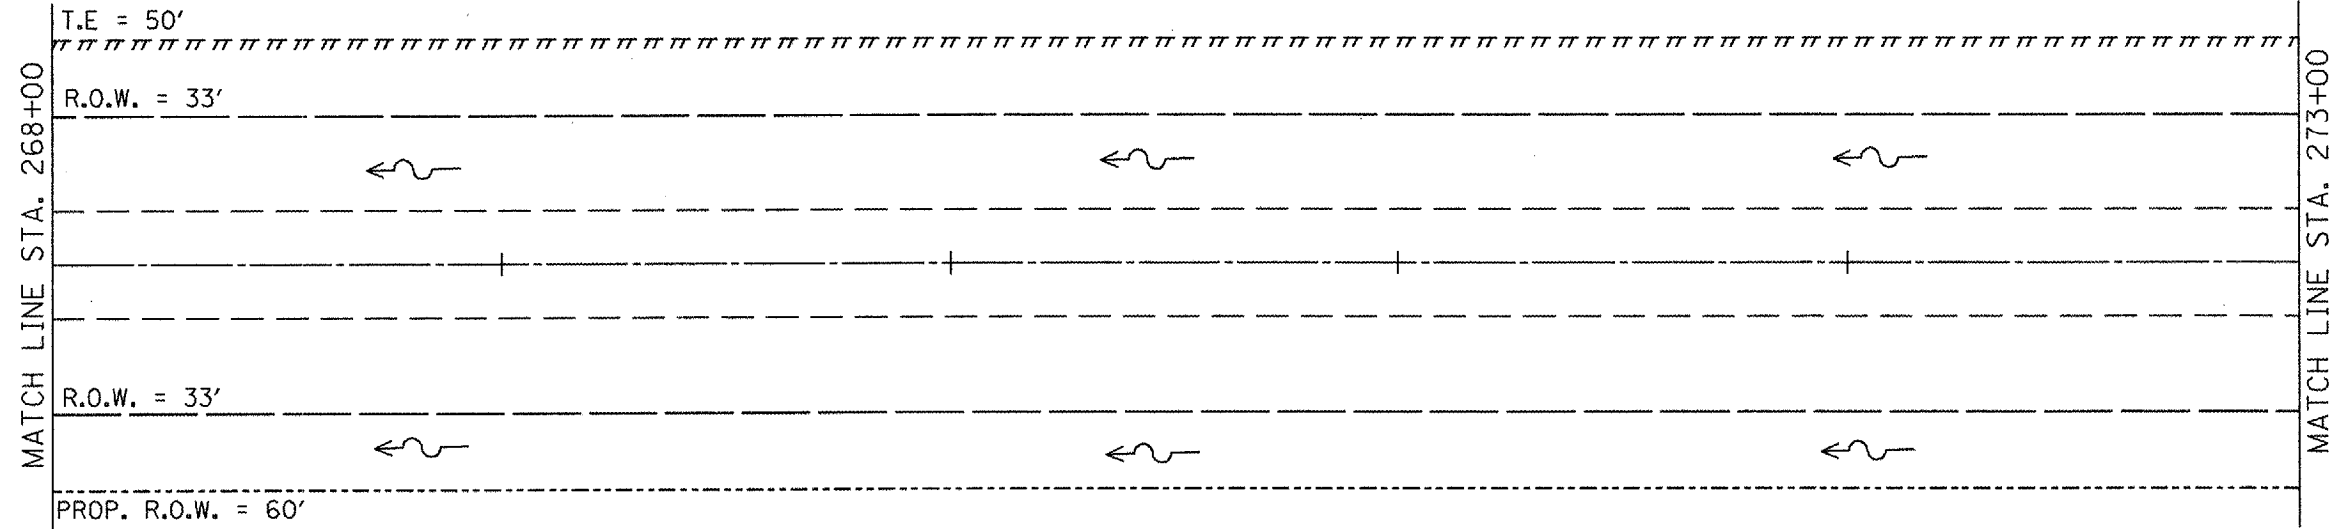 T.E = 50'
R.O.W. = 33'
MATCH LINE STA. 268+00
MATCH LINE STA. 273+00
R.O.W. = 33'
PROP. R.O.W. = 60'